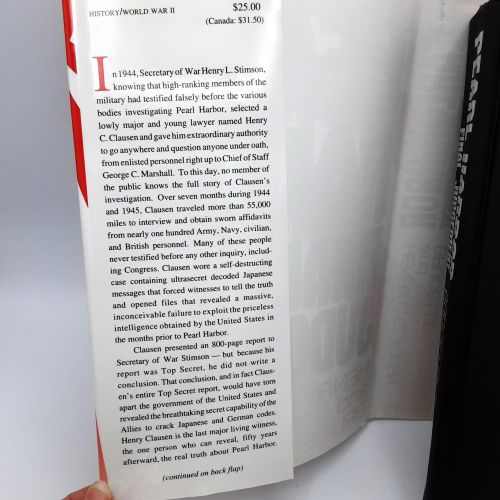 HISTORY/WORLD WAR II
$25.00
(Canada: $31.50)
In 1944, Secretary of War Henry L. Stimson,
knowing that high-ranking members of the
military had testified falsely before the various
bodies investigating Pearl Harbor, selected a
lowly major and young lawyer named Henry
C. Clausen and gave him extraordinary authority
to go anywhere and question anyone under oath,
from enlisted personnel right up to Chief of Staff
George C. Marshall. To this day, no member of
the public knows the full story of Clausen's
investigation. Over seven months during 1944
and 1945, Clausen traveled more than 55,000
miles to interview and obtain sworn affidavits
from nearly one hundred Army, Navy, civilian,
and British personnel. Many of these people
never testified before any other inquiry, includ-
ing Congress. Clausen wore a self-destructing
case containing ultrasecret decoded Japanese
messages that forced witnesses to tell the truth
and opened files that revealed a massive,
inconceivable failure to exploit the priceless
intelligence obtained by the United States in
the months prior to Pearl Harbor.
Clausen presented an 800-page report to
Secretary of War Stimson — but because his
report was Top Secret, he did not write a
conclusion. That conclusion, and in fact Claus-
en's entire Top Secret report, would have torn
apart the government of the United States and
revealed the breathtaking secret capability of the
Allies to crack Japanese and German codes.
Henry Clausen is the last major living witness,
the one person who can reveal, fifty years
afterward, the real truth about Pearl Harbor.
(continued on back flap)
PEARL